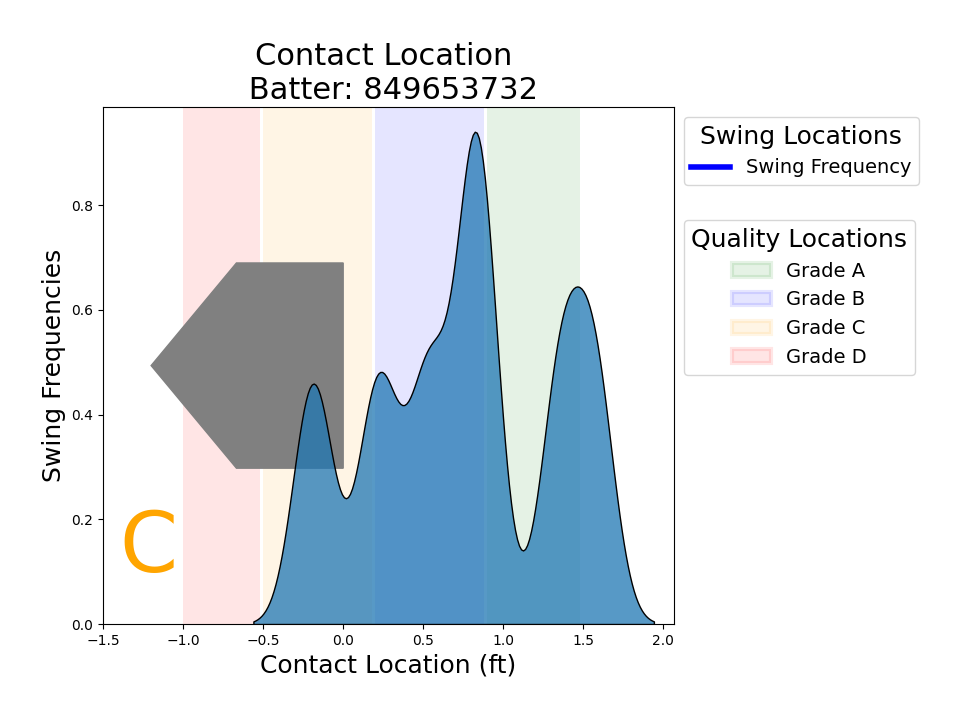 Contact Location
Batter: 849653732
Swing Frequencies
0.8
0.6
0.4
0.2
0.0
C
−1.5
−1.0
−0.5
0.0
0.5
1.0
1.5
2.0
Contact Location (ft)
Swing Locations
Swing Frequency
Quality Locations
Grade A
Grade B
Grade C
Grade D